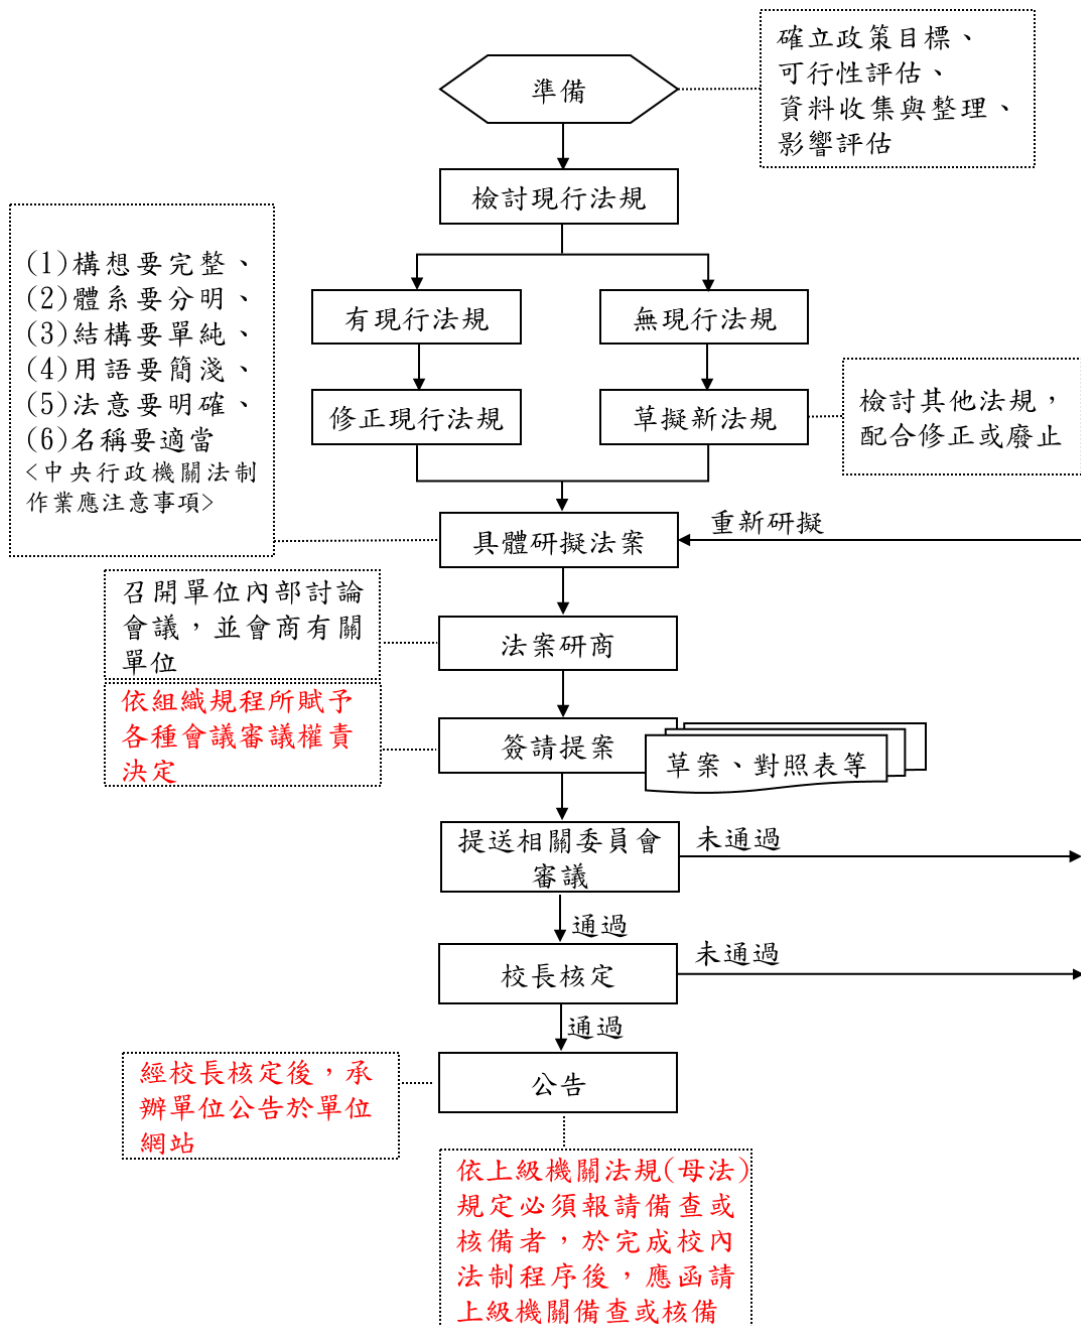 確立政策目標、
可行性評估、
資料收集與整理、
影響評估
準備
檢討現行法規
(1)構想要完整、
(2)體系要分明、
(3)結構要單純、
(4)用語要簡淺、
(5)法意要明確、
(6)名稱要適當
<中央行政機關法制
作業應注意事項>
有現行法規
無現行法規
修正現行法規
草擬新法規
檢討其他法規，
配合修正或廢止
具體研擬法案
重新研擬
召開單位內部討論
會議，並會商有關
單位
法案研商
依組織規程所賦予
各種會議審議權責
決定
簽請提案
草案、對照表等
提送相關委員會
審議
未通過
通過
校長核定
未通過
通過
經校長核定後，承
辦單位公告於單位
網站
公告
依上級機關法規(母法)
規定必須報請備查或
核備者，於完成校內
法制程序後，應函請
上級機關備查或核備